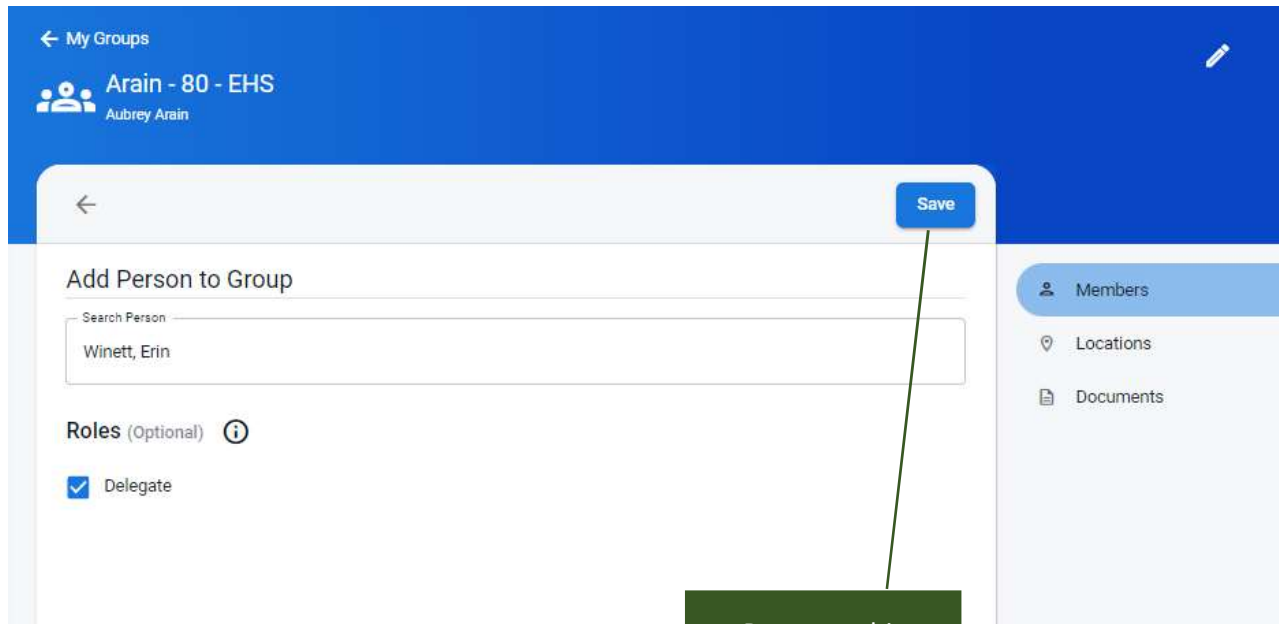 My Groups
Arain - 80 - EHS
Aubrey Arain
Save
Add Person to Group
Search Person
Winett, Erin
Roles (Optional)
Delegate
Members
Locations
Documents